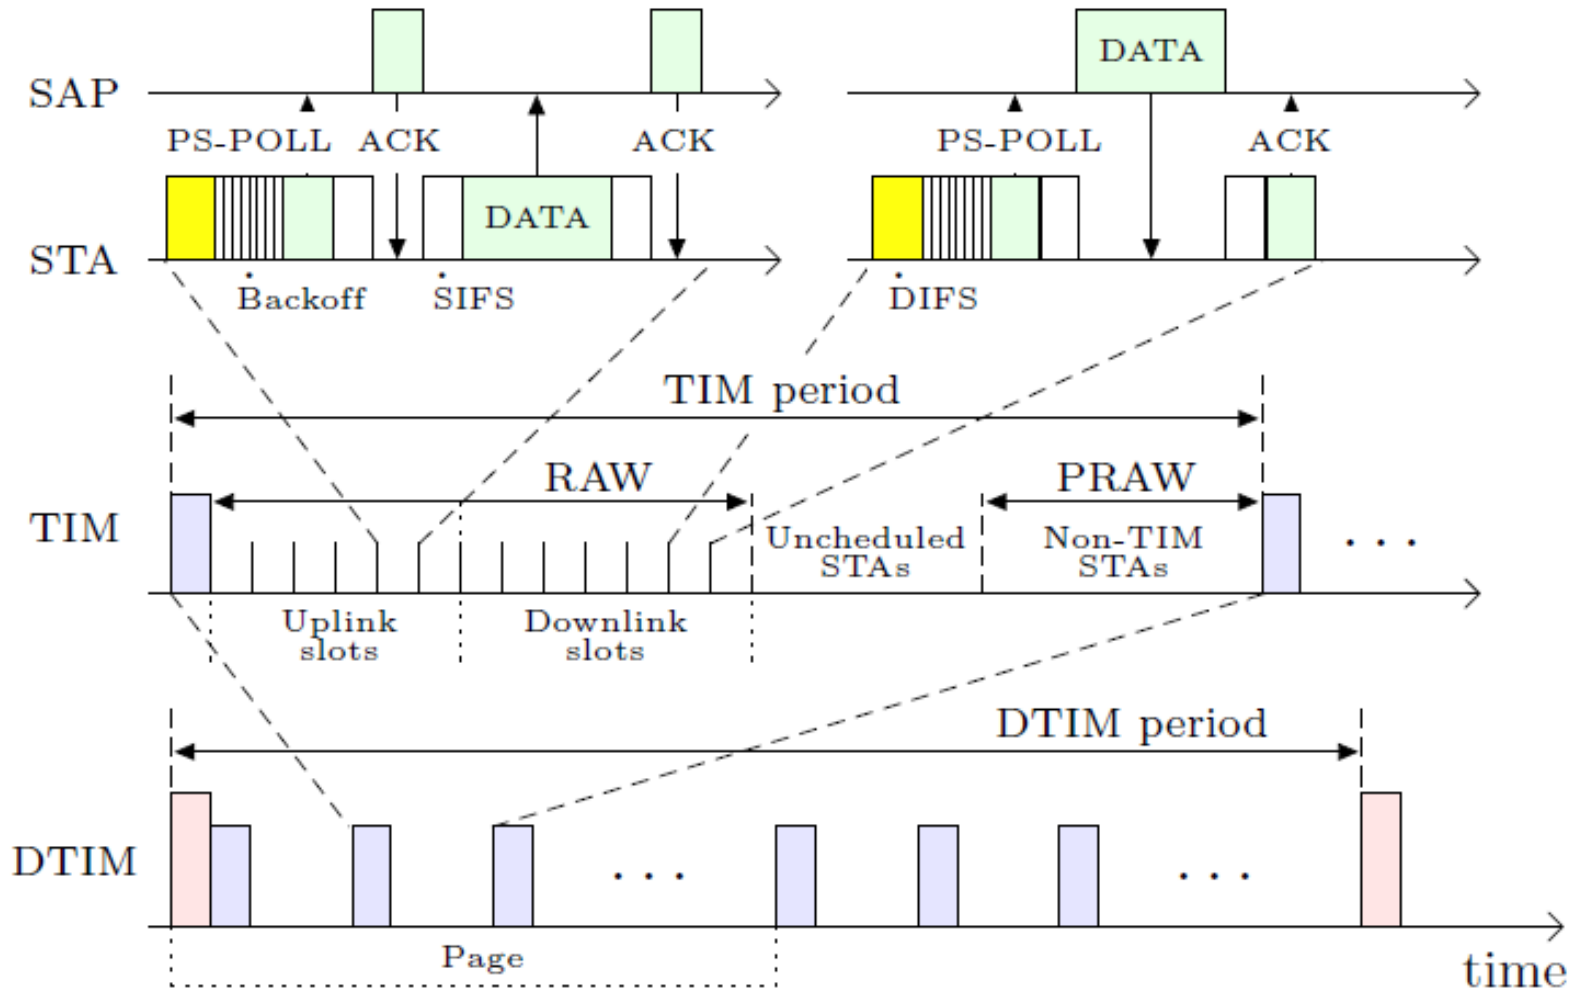 DATA
SAP
PS-POLL ACK ACK PS-POLL ACK
DATA
STA
Backoff SIFS DIFS
TIM period
RAW PRAW
TIM
Uncheduled
STAs
Non-TIM
STAs
. . .
Uplink
slots
Downlink
slots
DTIM period
DTIM
. . . . . .
Page
time